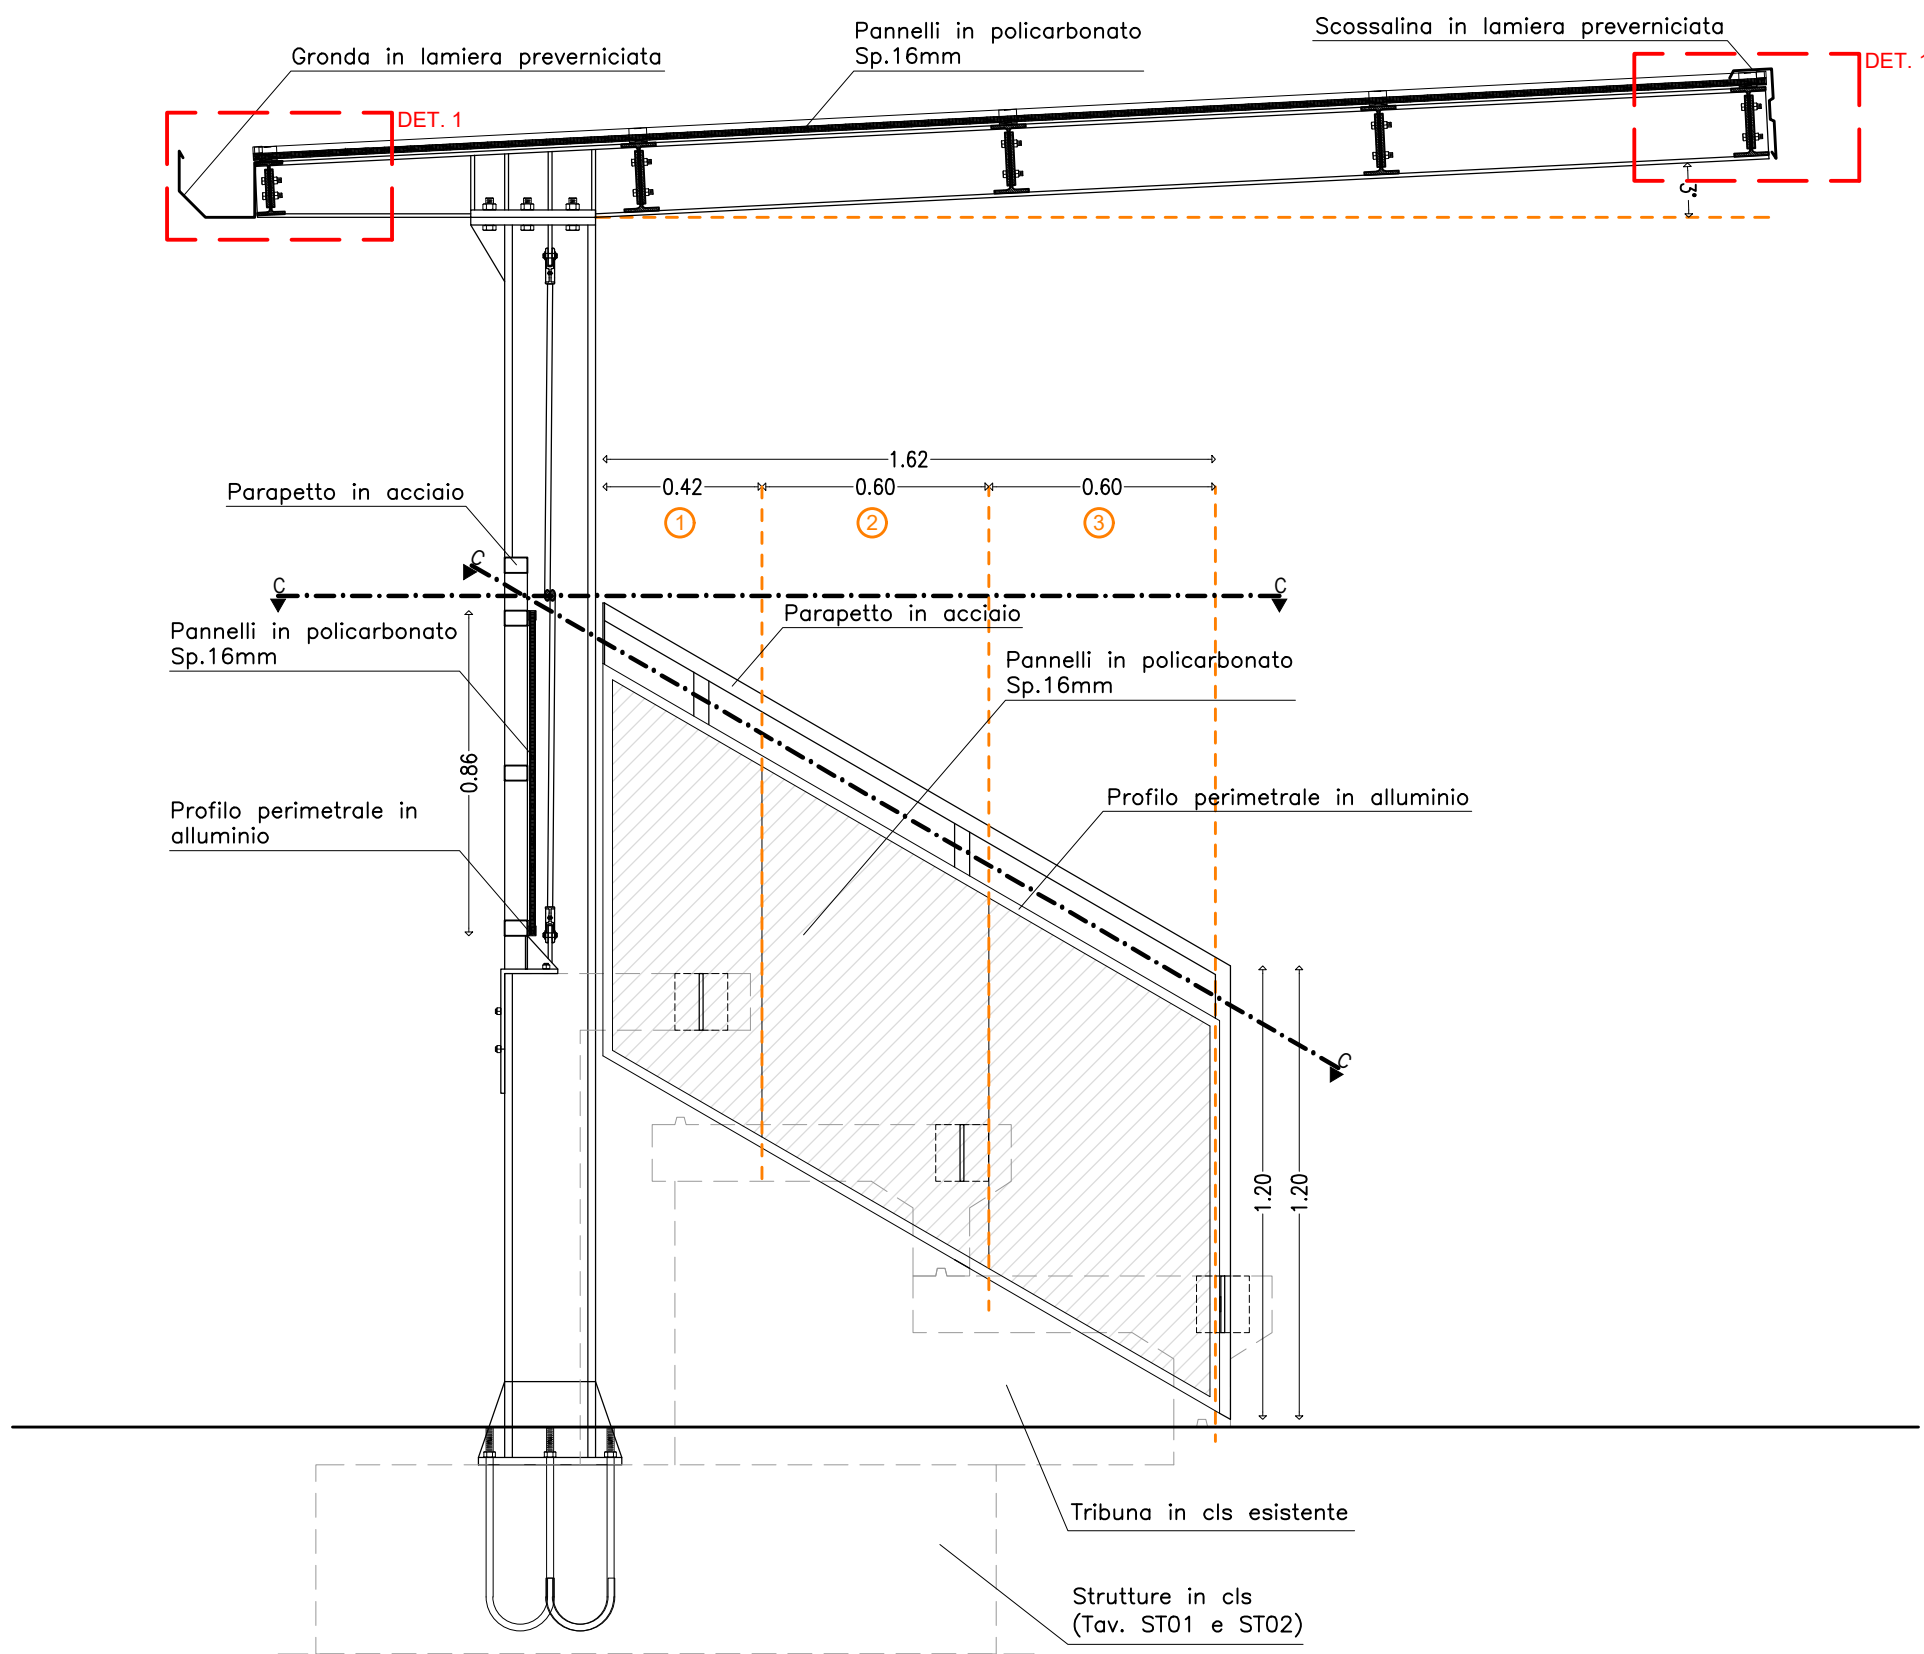 Scossalina in lamiera preverniciata
Pannelli in policarbonato
Sp.16mm
Gronda in lamiera preverniciata
DET. 1
DET. 1
3°
1.62
0.42
0.60
0.60
1
2
3
Parapetto in acciaio
C
C
C
Parapetto in acciaio
Pannelli in policarbonato
Sp.16mm
Pannelli in policarbonato
Sp.16mm
0.86
Profilo perimetrale in alluminio
Profilo perimetrale in
alluminio
C
1.20
1.20
Tribuna in cls esistente
Strutture in cls
(Tav. ST01 e ST02)